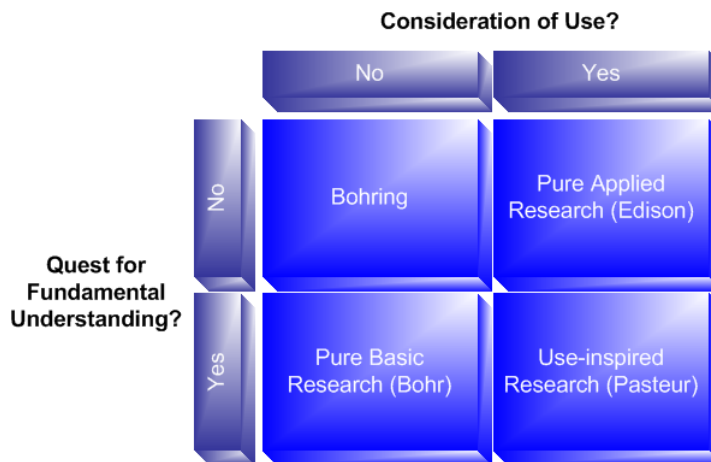 Consideration of Use?
No
Yes
No
Bohring
Pure Applied
Research (Edison)
Quest for
Fundamental
Understanding?
Yes
Pure Basic
Research (Bohr)
Use-inspired
Research (Pasteur)